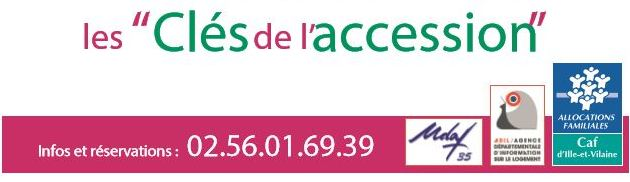 les "Clés de l'accession"
Infos et réservations : 02.56.01.69.39
Udaf
35
ADIL / AGENCE
DÉPARTEMENTALE
D'INFORMATION
SUR LE LOGEMENT
ALLOCATIONS
FAMILIALES
Caf
d'Ille-et-Vilaine